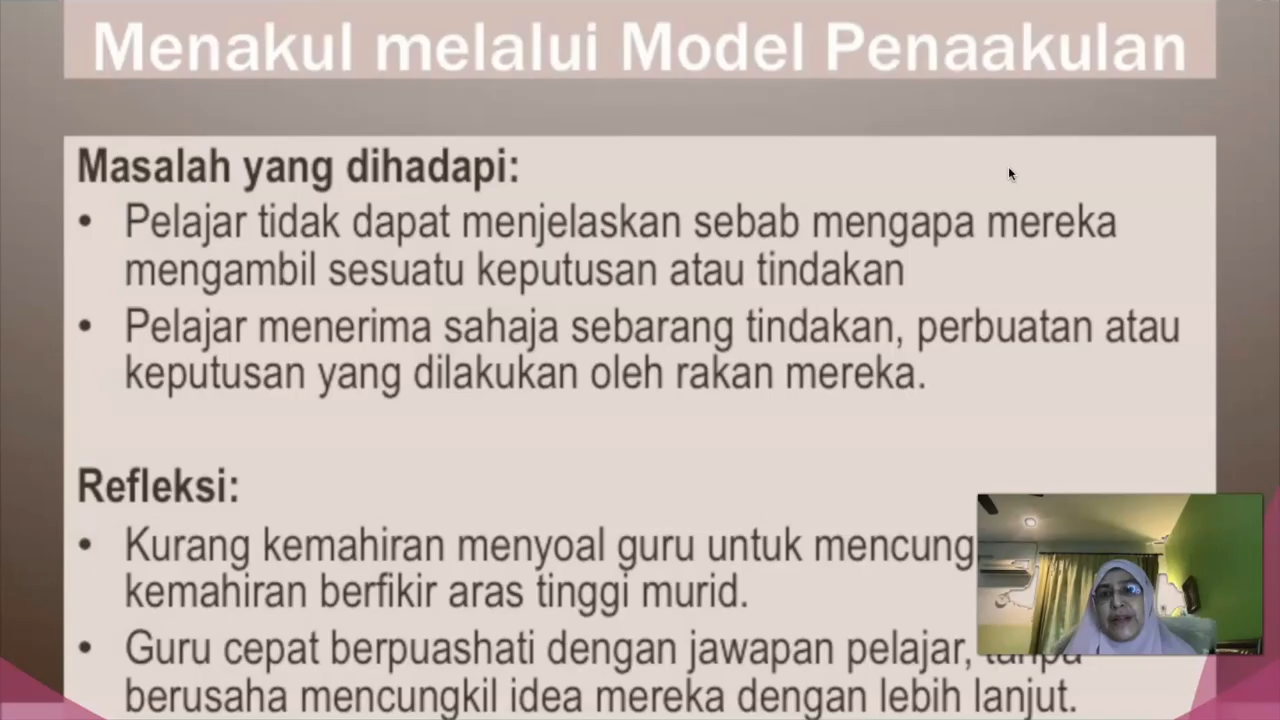 Menakul melalui Model Penaakulan
Masalah yang dihadapi:
• Pelajar tidak dapat menjelaskan sebab mengapa mereka
mengambil sesuatu keputusan atau tindakan
• Pelajar menerima sahaja sebarang tindakan, perbuatan atau
keputusan yang dilakukan oleh rakan mereka.
Refleksi:
• Kurang kemahiran menyoal guru untuk
kemahiran berfikir aras tinggi murid.
• Guru cepat berpuashati dengan jawapan pelajar, tanpa
berusaha mencungkil idea mereka dengan lebih lanjut.